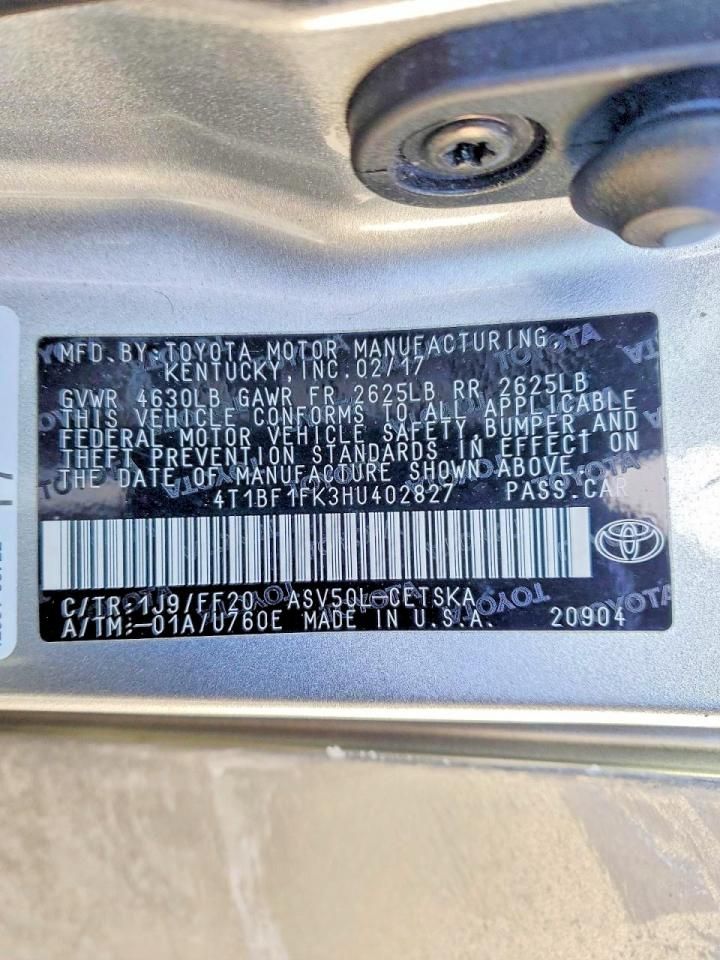 MFD. BY: TOYOTA MOTOR MANUFACTURING,
KENTUCKY, INC. 02/17
GVWR 4630LB GAWR FR 2625LB RR 2625LB
THIS VEHICLE CONFORMS TO ALL APPLICABLE
FEDERAL MOTOR VEHICLE SAFETY BUMPER AND
THEFT PREVENTION STANDARDS IN EFFECT ON
THE DATE OF MANUFACTURE SHOWN ABOVE.
4T1BF1FK3HU402827 PASS.CAR
C/TR:1J9/FF20 ASV50L-CETSKA
A/TM:-01A/U760E MADE IN U.S.A. 20904